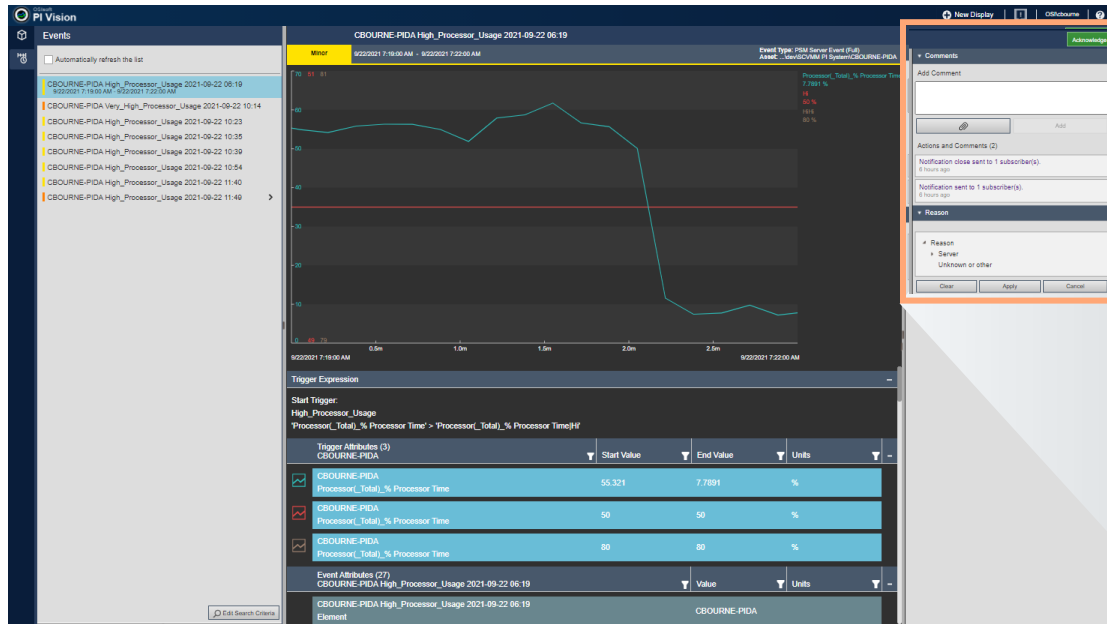 OSIsoft
PI Vision
New Display
OSI\cbourne
?
Events
Automatically refresh the list
CBOURNE-PIDA High_Processor_Usage 2021-09-22 06:19
9/22/2021 7:19:00 AM - 9/22/2021 7:22:00 AM
CBOURNE-PIDA Very_High_Processor_Usage 2021-09-22 10:14
CBOURNE-PIDA High_Processor_Usage 2021-09-22 10:23
CBOURNE-PIDA High_Processor_Usage 2021-09-22 10:35
CBOURNE-PIDA High_Processor_Usage 2021-09-22 10:39
CBOURNE-PIDA High_Processor_Usage 2021-09-22 10:54
CBOURNE-PIDA High_Processor_Usage 2021-09-22 11:40
CBOURNE-PIDA High_Processor_Usage 2021-09-22 11:49
Edit Search Criteria
CBOURNE-PIDA High_Processor_Usage 2021-09-22 06:19
Minor
9/22/2021 7:19:00 AM - 9/22/2021 7:22:00 AM
Event Type: PSM Server Event (Full)
Asset: ...\dev\SCVMM PI System\CBOURNE-PIDA
70 51 81
60
40
30
20
10
0 49 79
0.5m 1.0m 1.5m 2.0m 2.5m
9/22/2021 7:19:00 AM 9/22/2021 7:22:00 AM
Processor(_Total)_% Processor Time
7.7891 %
Hi
50 %
HiHi
80 %
Trigger Expression
Start Trigger:
High_Processor_Usage
'Processor(_Total)_% Processor Time' > 'Processor(_Total)_% Processor Time|Hi'
Trigger Attributes (3)
CBOURNE-PIDA
Start Value End Value Units
CBOURNE-PIDA
Processor(_Total)_% Processor Time
55.321 7.7891 %
CBOURNE-PIDA
Processor(_Total)_% Processor Time
50 50 %
CBOURNE-PIDA
Processor(_Total)_% Processor Time
80 80 %
Event Attributes (27)
CBOURNE-PIDA High_Processor_Usage 2021-09-22 06:19
Value Units
CBOURNE-PIDA High_Processor_Usage 2021-09-22 06:19
Element
CBOURNE-PIDA
Acknowledge
Comments
Add Comment
Add
Actions and Comments (2)
Notification close sent to 1 subscriber(s).
6 hours ago
Notification sent to 1 subscriber(s).
6 hours ago
Reason
Reason
Server
Unknown or other
Clear Apply Cancel